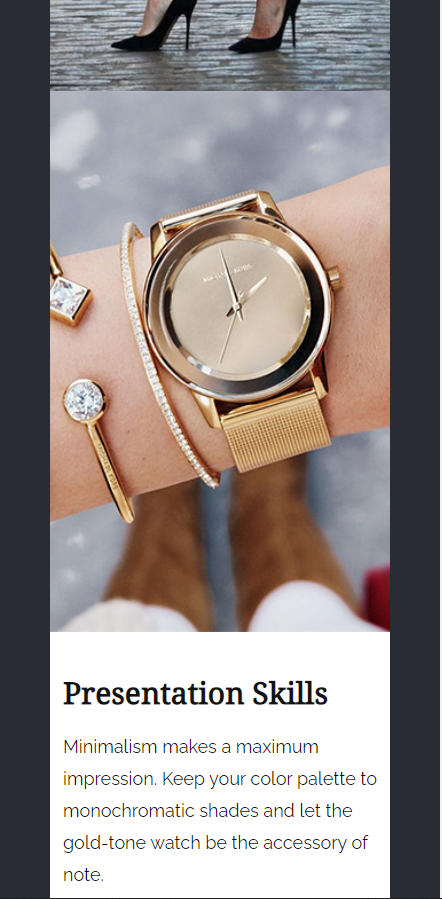 Presentation Skills
Minimalism makes a maximum
impression. Keep your color palette to
monochromatic shades and let the
gold-tone watch be the accessory of
note.